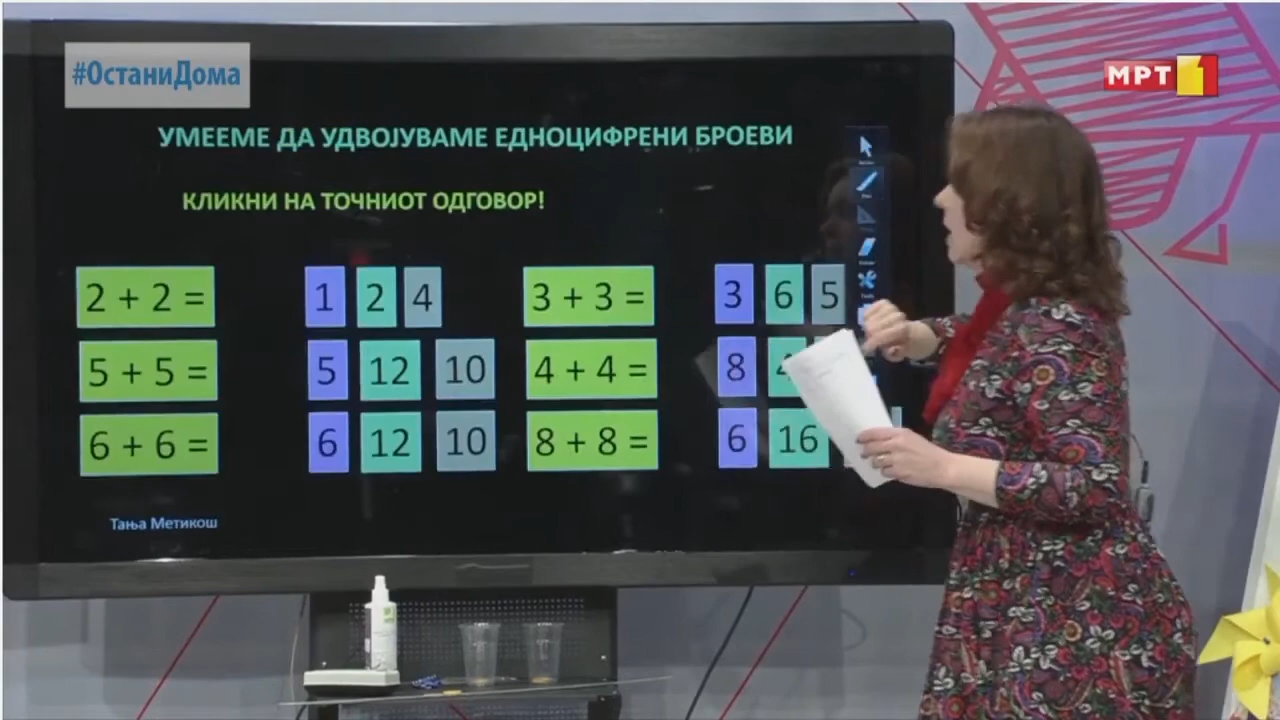 #ОстаниДома
МРТ 1
УМЕЕМЕ ДА УДВОЈУВАМЕ ЕДНОЦИФРЕНИ БРОЕВИ
КЛИКНИ НА ТОЧНИОТ ОДГОВОР!
2 + 2 = 1 2 4 3 + 3 = 3 6 5
5 + 5 = 5 12 10 4 + 4 = 8
6 + 6 = 6 12 10 8 + 8 = 6 16
Тања Метикош